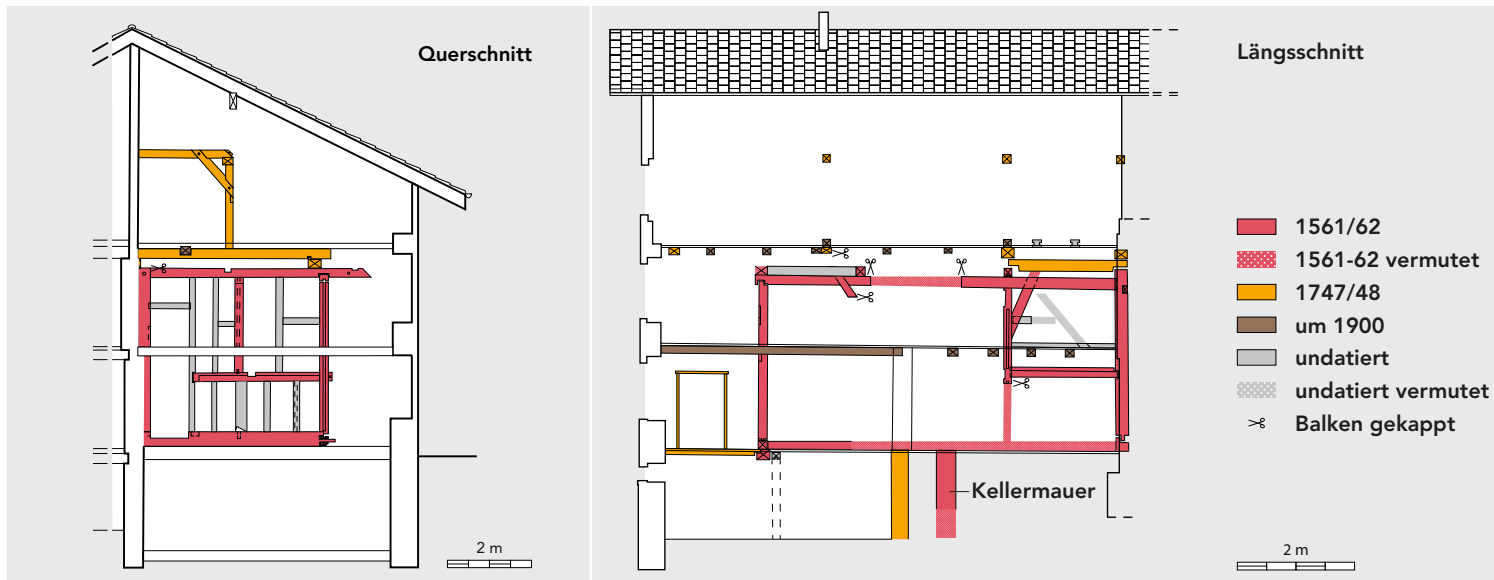 Querschnitt
2 m
Längsschnitt
Kellermauer
2 m
1561/62
1561-62 vermutet
1747/48
um 1900
undatiert
undatiert vermutet
Balken gekappt